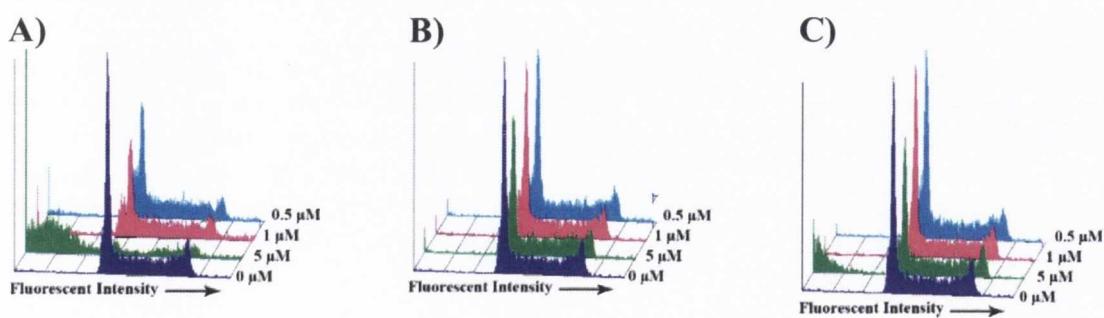 A)
0.5 µM
1 µM
5 µM
0 µM
Fluorescent Intensity
B)
0.5 µM
1 µM
5 µM
0 µM
Fluorescent Intensity
C)
0.5 µM
1 µM
5 µM
0 µM
Fluorescent Intensity